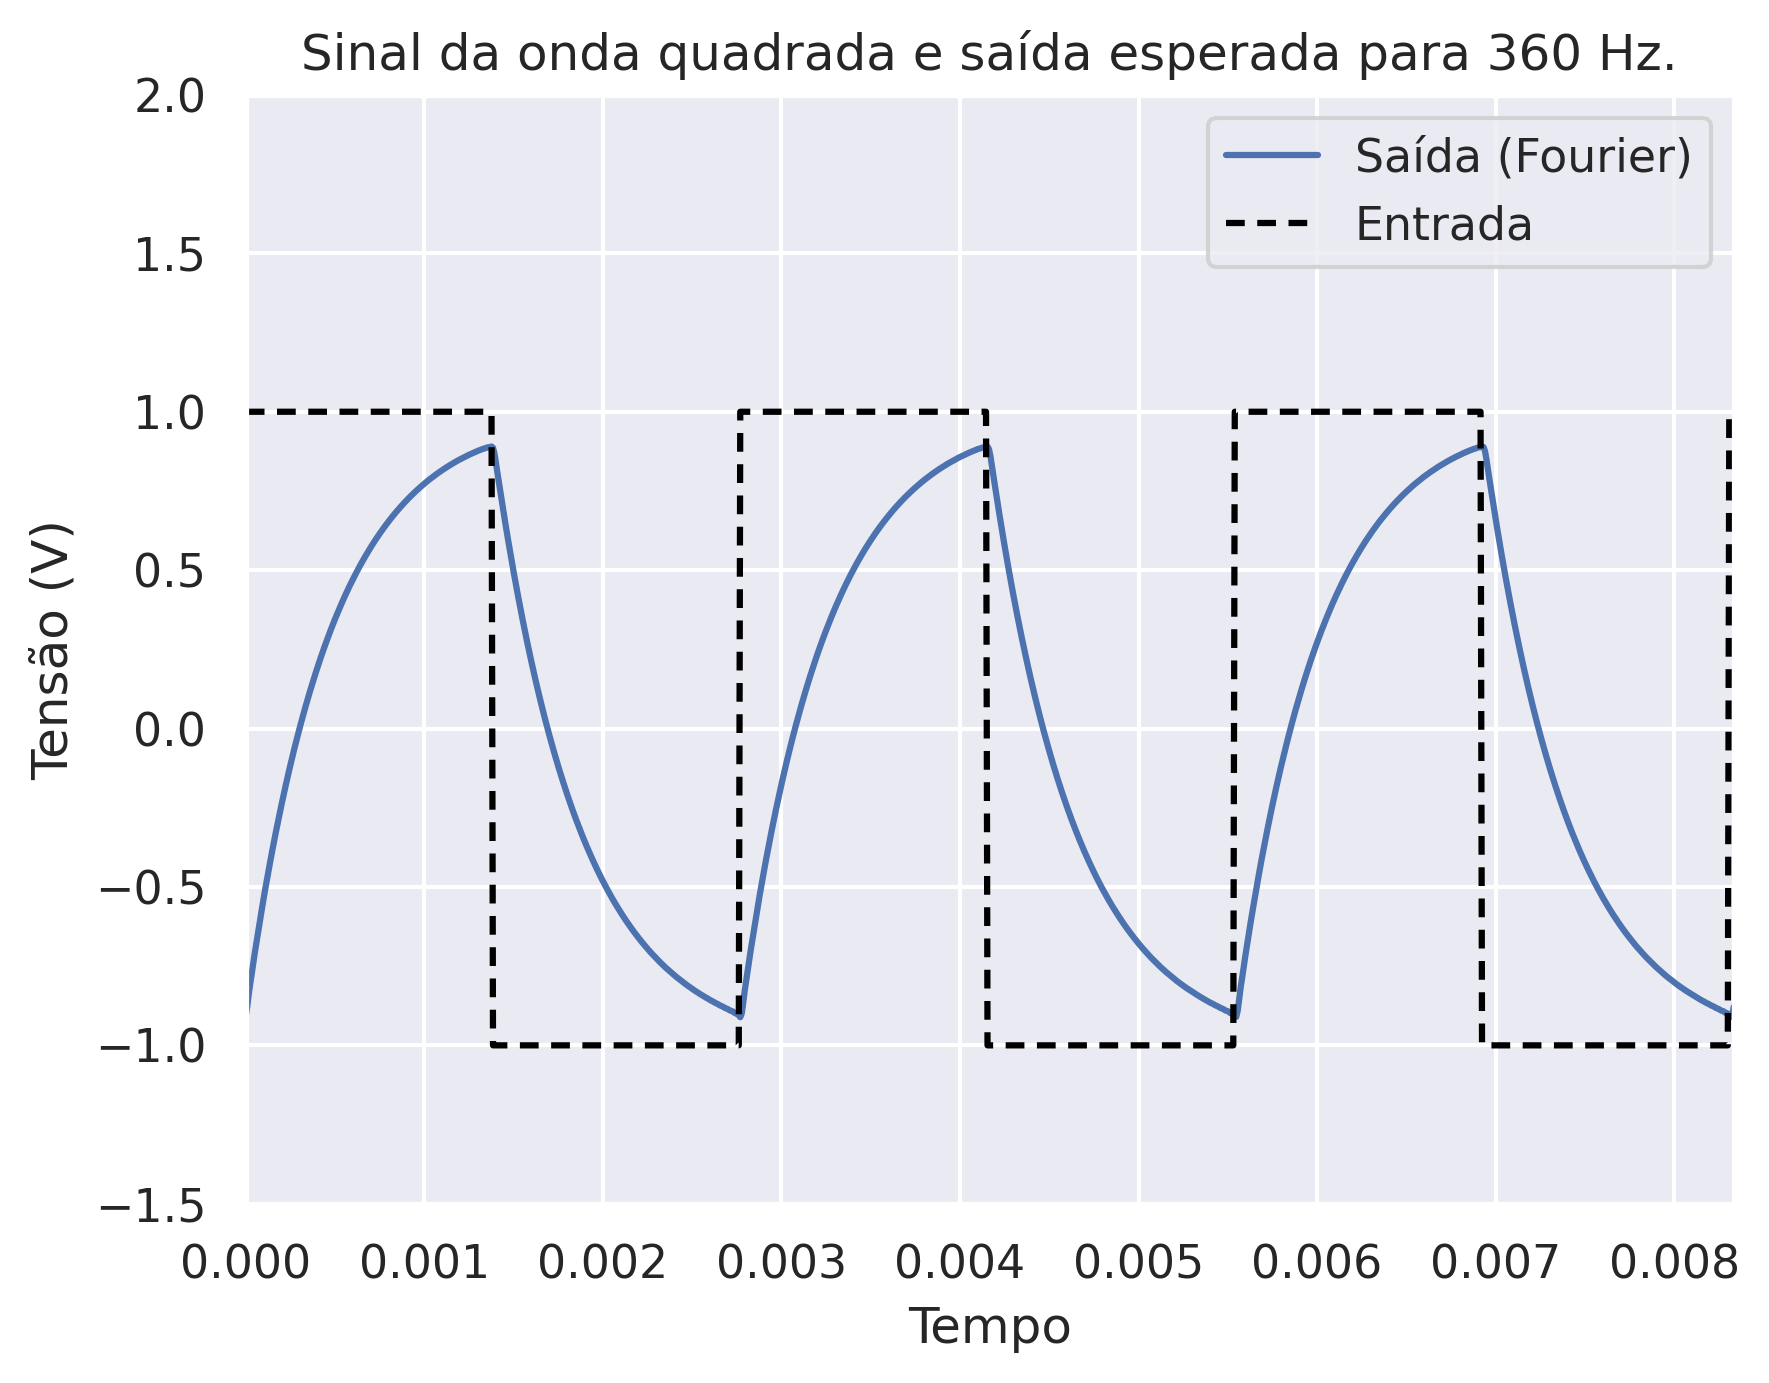 Sinal da onda quadrada e saída esperada para 360 Hz.
2.0
1.5
1.0
0.5
0.0
−0.5
−1.0
−1.5
Tensão (V)
Saída (Fourier)
Entrada
0.000 0.001 0.002 0.003 0.004 0.005 0.006 0.007 0.008
Tempo